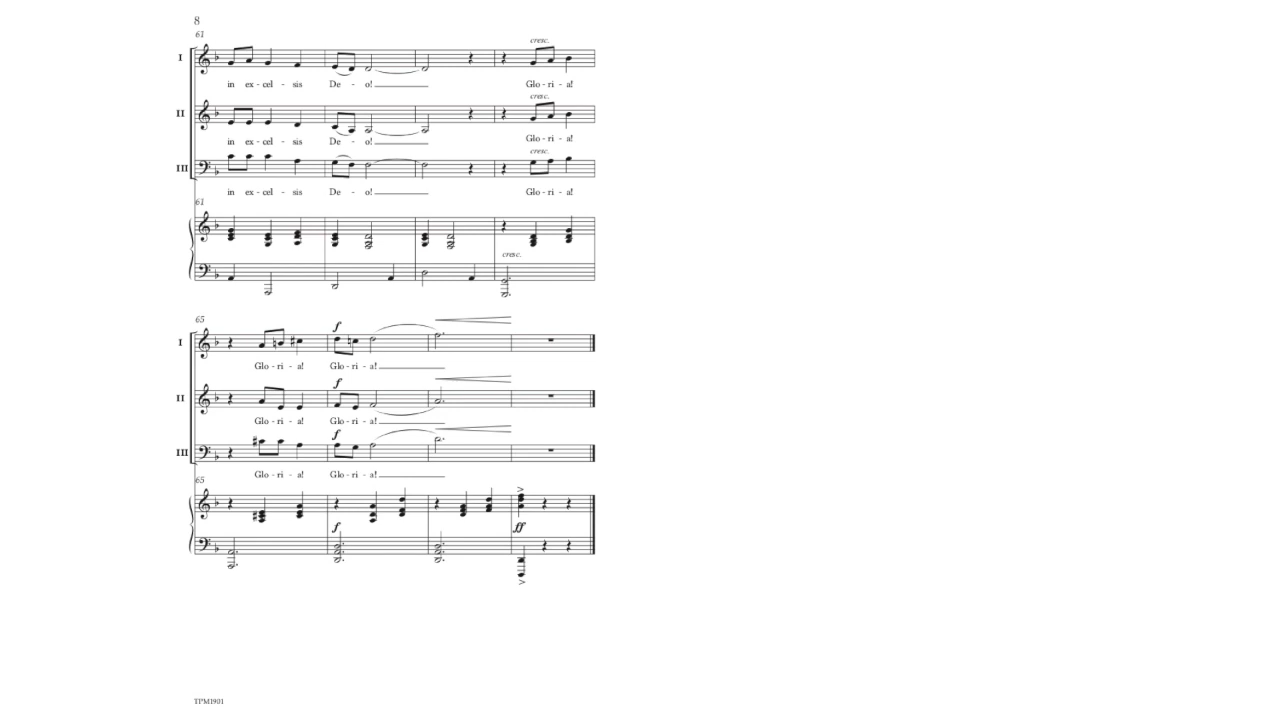 8
61
cresc.
I
in ex - cel - sis De - o! Glo - ri - a!
cresc.
II
in ex - cel - sis De - o! Glo - ri - a!
cresc.
III
in ex - cel - sis De - o! Glo - ri - a!
61
cresc.
65
f
I
Glo - ri - a! Glo - ri - a!
f
II
Glo - ri - a! Glo - ri - a!
f
III
Glo - ri - a! Glo - ri - a!
65
f ff
TPM1901